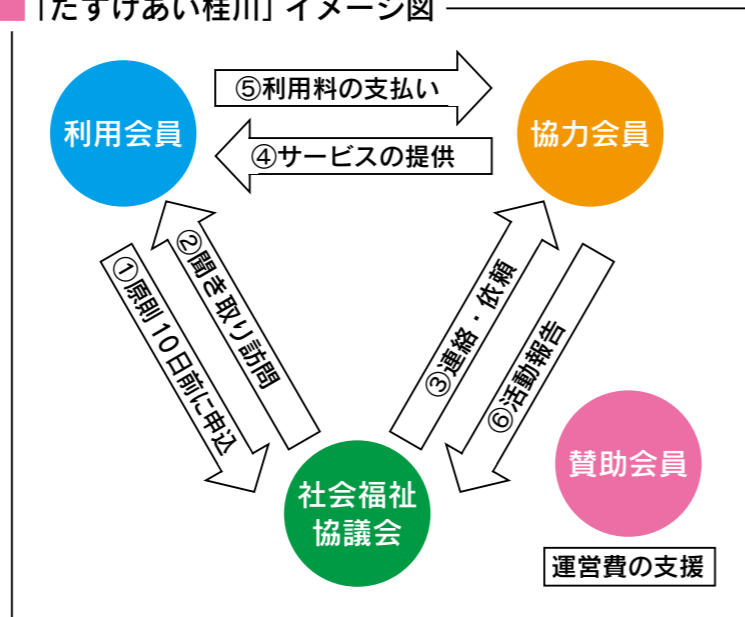 「たすけあい桂川」イメージ図
利用会員
⑤利用料の支払い
④サービスの提供
協力会員
①原則10日前に申込
②聞き取り訪問
③連絡・依頼
⑥活動報告
社会福祉
協議会
賛助会員
運営費の支援